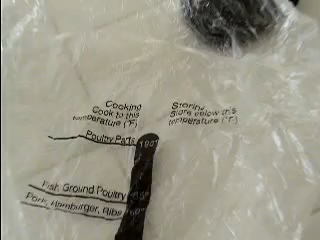 Cooking
Cook to this
temperature (°F)
Storing
Store below this
temperature (°F)
Poultry Parts
Fish Ground Poultry
Pork, Hamburger, Ribs